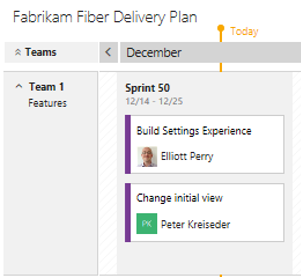 Fabrikam Fiber Delivery Plan
Today
Teams
December
Team 1
Features
Sprint 50
12/14 - 12/25
Build Settings Experience
Elliott Perry
Change initial view
PK
Peter Kreiseder